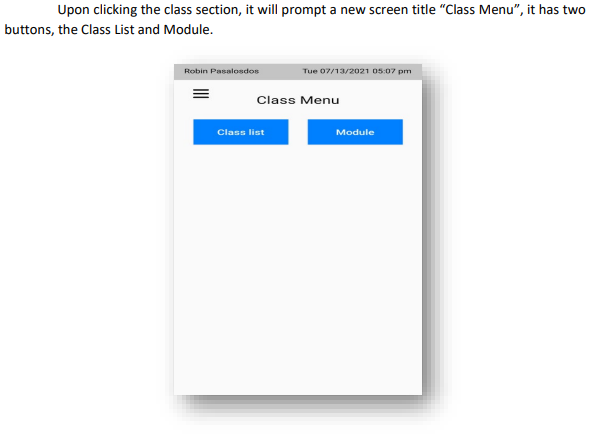 Upon clicking the class section, it will prompt a new screen title “Class Menu”, it has two
buttons, the Class List and Module.
Robin Pasalosdos Tue 07/13/2021 05:07 pm
Class Menu
Class list Module